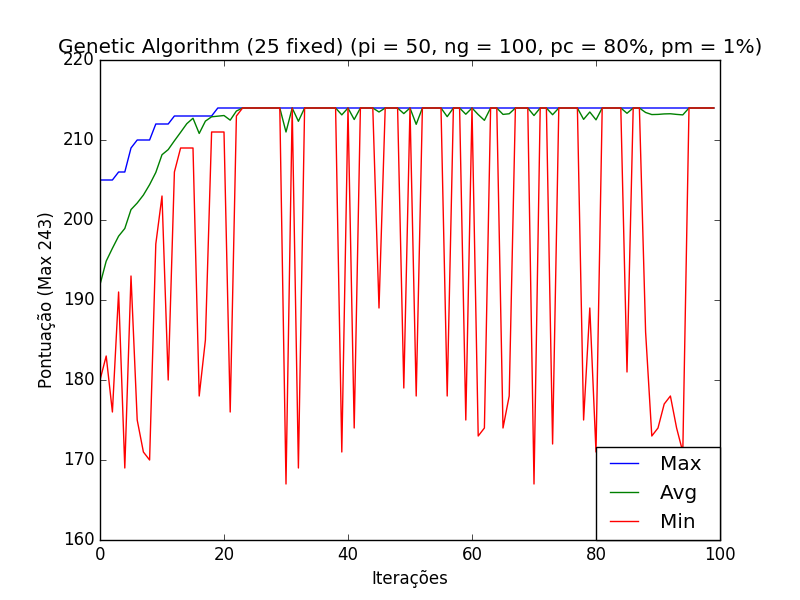 Genetic Algorithm (25 fixed) (pi = 50, ng = 100, pc = 80%, pm = 1%)
220
210
200
190
180
170
160
Pontuação (Max 243)
0 20 40 60 80 100
Iterações
Max
Avg
Min